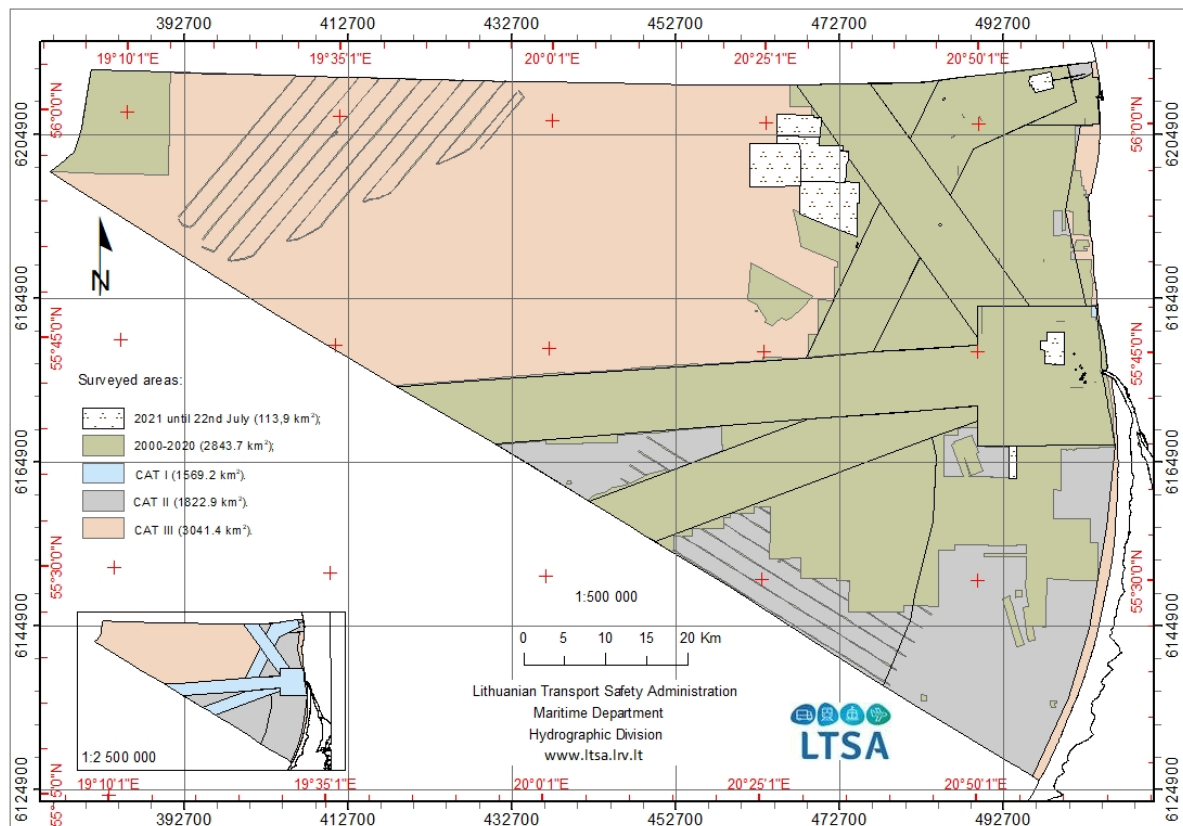 392700 412700 432700 452700 472700 492700
19°10'1"E 19°35'1"E 20°0'1"E 20°25'1"E 20°50'1"E
56°0'0"N 56°0'0"N
6204900 6204900
N
6184900 6184900
55°45'0"N 55°45'0"N
Surveyed areas:
2021 until 22nd July (113,9 km²);
2000-2020 (2843.7 km²);
CAT I (1569.2 km²).
CAT II (1822.9 km²).
CAT III (3041.4 km²).
6164900 6164900
55°30'0"N 55°30'0"N
1:500 000
6144900 6144900
0 5 10 15 20 Km
Lithuanian Transport Safety Administration
Maritime Department
Hydrographic Division
www.ltsa.lrv.lt
LTSA
1:2 500 000
19°10'1"E 19°35'1"E 20°0'1"E 20°25'1"E 20°50'1"E
6124900 6124900
392700 412700 432700 452700 472700 492700